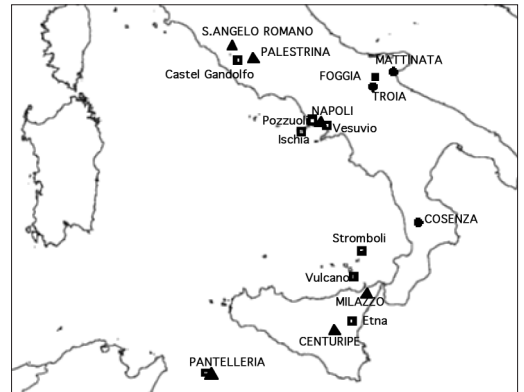 S.ANGELO ROMANO
PALESTRINA
MATTINATA
Castel Gandolfo
FOGGIA
TROIA
NAPOLI
Pozzuoli
Vesuvio
Ischia
COSENZA
Stromboli
Vulcano
MILAZZO
Etna
CENTURIPE
PANTELLERIA